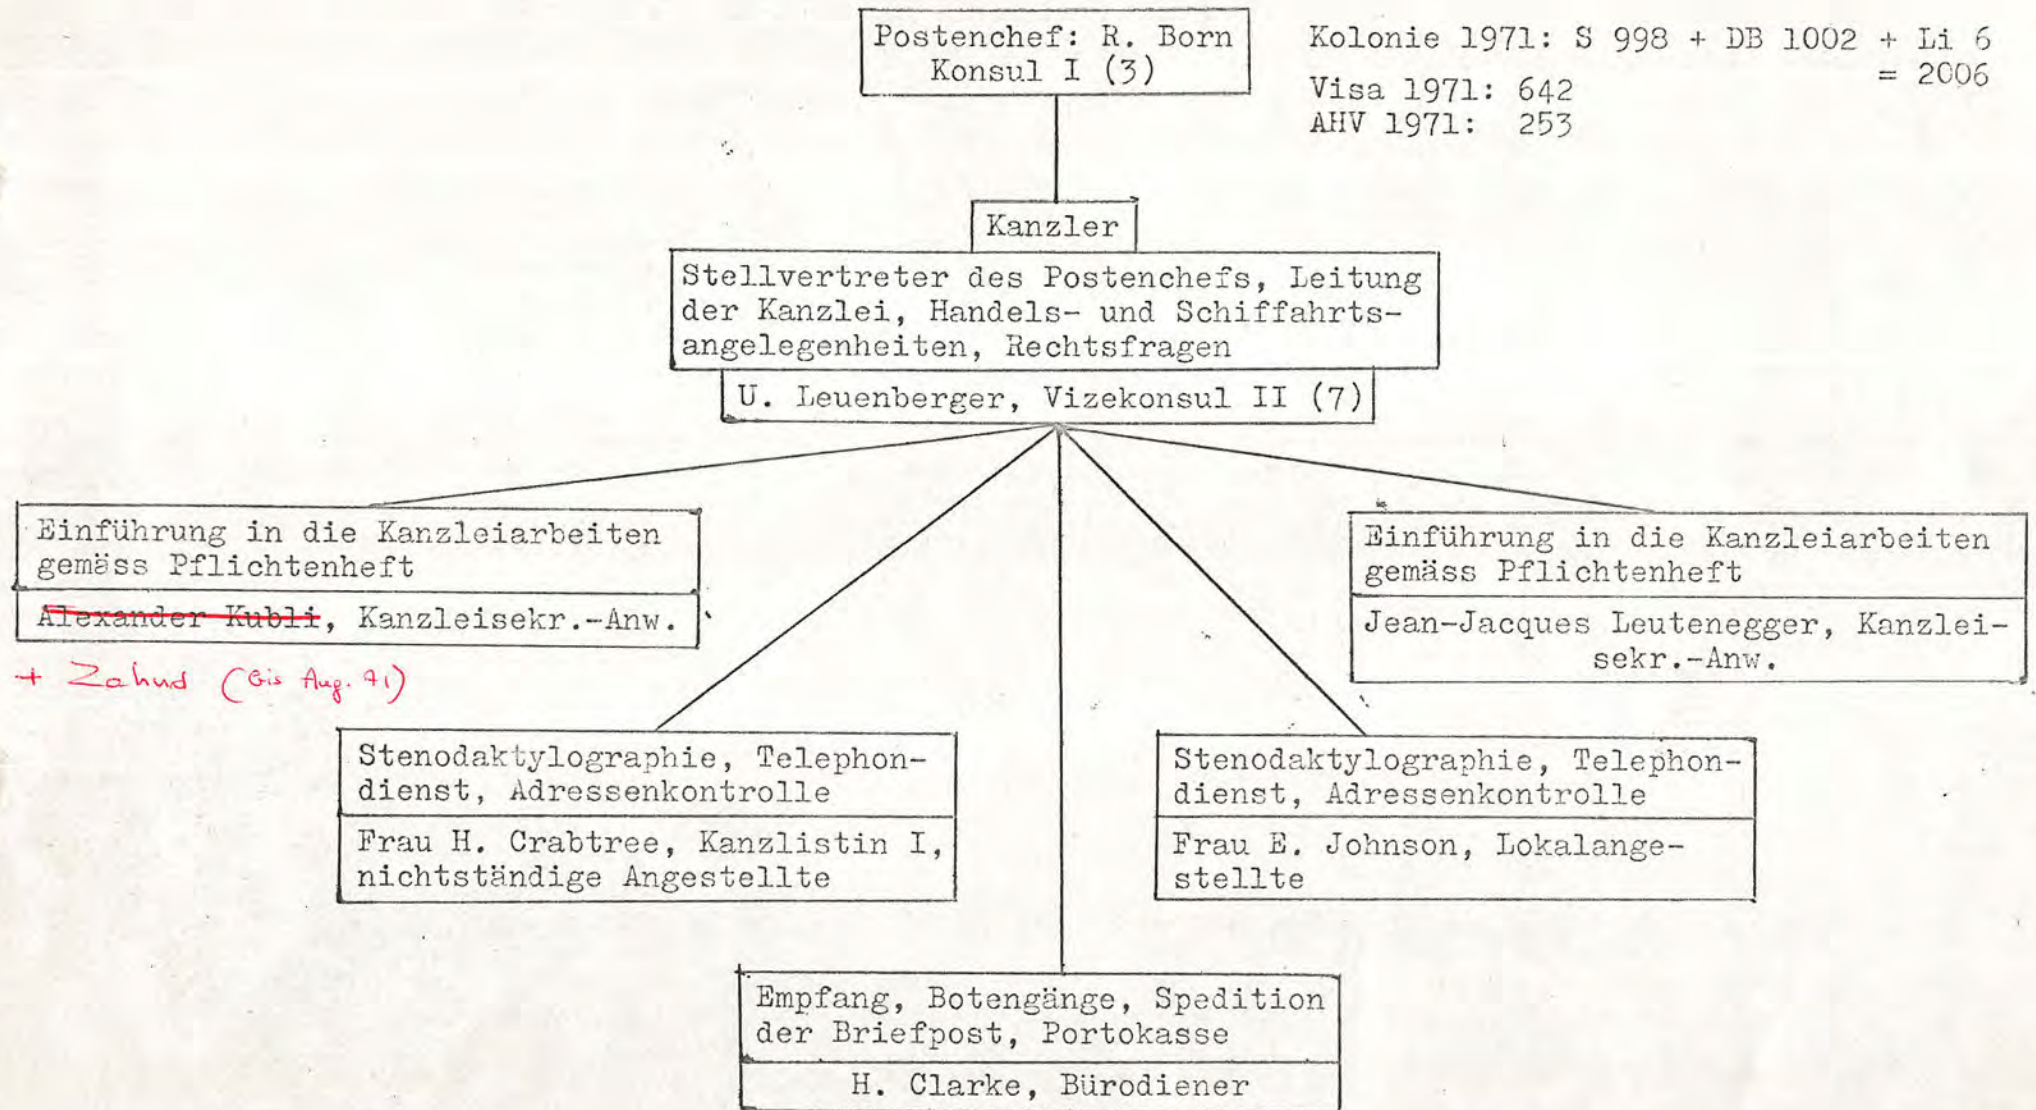 Postenchef: R. Born
Konsul I (3)
Kolonie 1971: S 998 + DB 1002 + Li 6
= 2006
Visa 1971: 642
AHV 1971: 253
Kanzler
Stellvertreter des Postenchefs, Leitung
der Kanzlei, Handels- und Schiffahrts-
angelegenheiten, Rechtsfragen
U. Leuenberger, Vizekonsul II (7)
Einführung in die Kanzleiarbeiten
gemäss Pflichtenheft
Alexander Kubli, Kanzleisekr.-Anw.
+ Zahnd (bis Aug. 71)
Einführung in die Kanzleiarbeiten
gemäss Pflichtenheft
Jean-Jacques Leutenegger, Kanzlei-
sekr.-Anw.
Stenodaktylographie, Telephon-
dienst, Adressenkontrolle
Frau H. Crabtree, Kanzlistin I,
nichtständige Angestellte
Stenodaktylographie, Telephon-
dienst, Adressenkontrolle
Frau E. Johnson, Lokalange-
stellte
Empfang, Botengänge, Spedition
der Briefpost, Portokasse
H. Clarke, Bürodiener